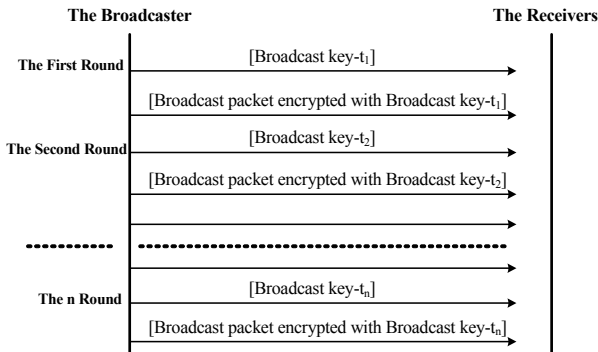 The Broadcaster
The Receivers
The First Round
[Broadcast key-t₁]
[Broadcast packet encrypted with Broadcast key-t₁]
The Second Round
[Broadcast key-t₂]
[Broadcast packet encrypted with Broadcast key-t₂]
The n Round
[Broadcast key-tₙ]
[Broadcast packet encrypted with Broadcast key-tₙ]